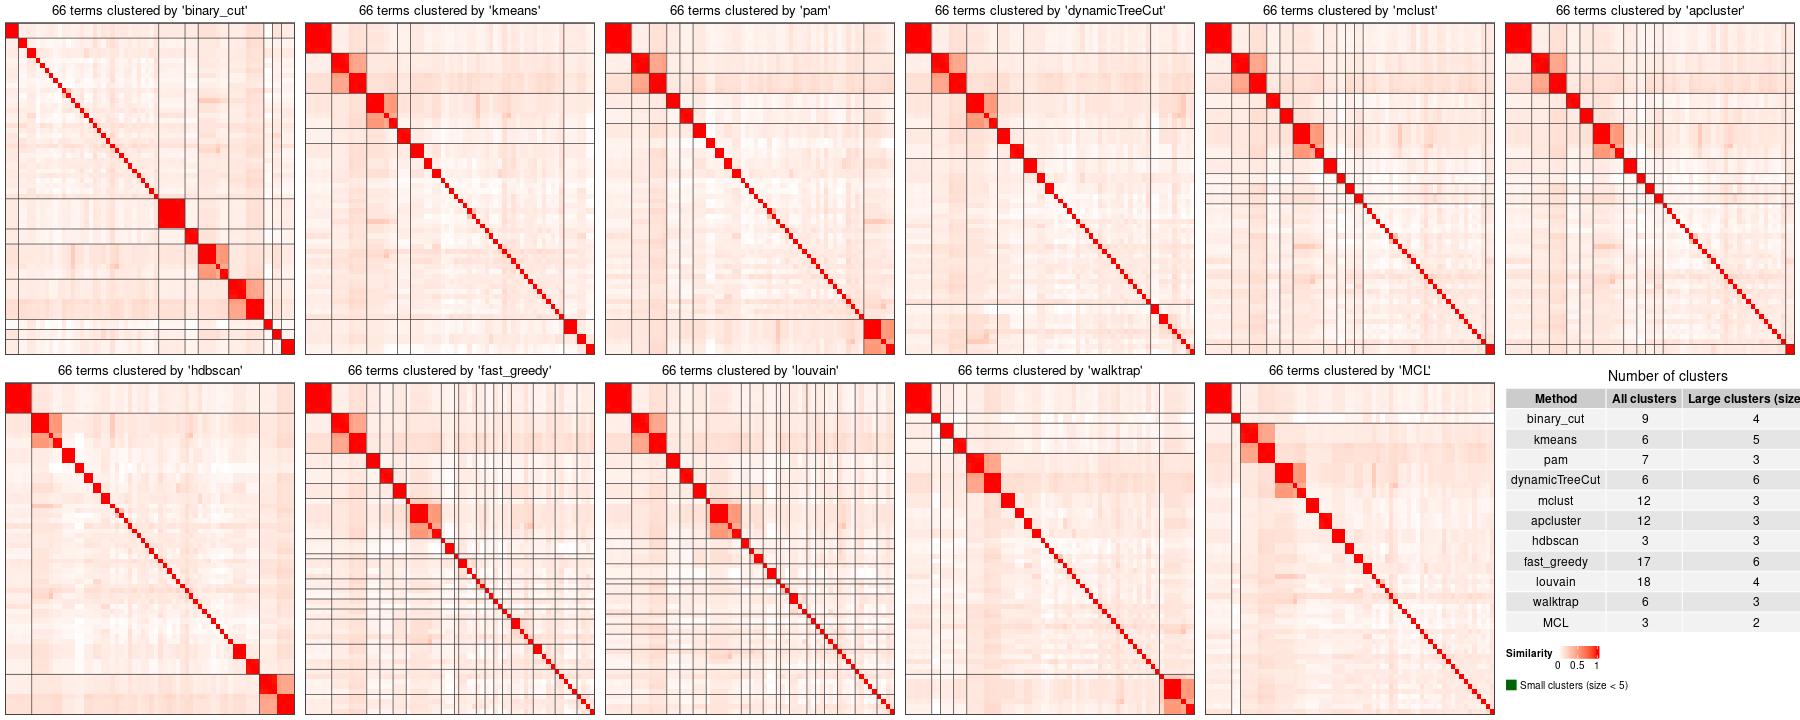 66 terms clustered by 'binary_cut'
66 terms clustered by 'kmeans'
66 terms clustered by 'pam'
66 terms clustered by 'dynamicTreeCut'
66 terms clustered by 'mclust'
66 terms clustered by 'apcluster'
66 terms clustered by 'hdbscan'
66 terms clustered by 'fast_greedy'
66 terms clustered by 'louvain'
66 terms clustered by 'walktrap'
66 terms clustered by 'MCL'
Number of clusters
Method All clusters Large clusters (size
binary_cut 9 4
kmeans 6 5
pam 7 3
dynamicTreeCut 6 6
mclust 12 3
apcluster 12 3
hdbscan 3 3
fast_greedy 17 6
louvain 18 4
walktrap 6 3
MCL 3 2
Similarity
0 0.5 1
Small clusters (size < 5)